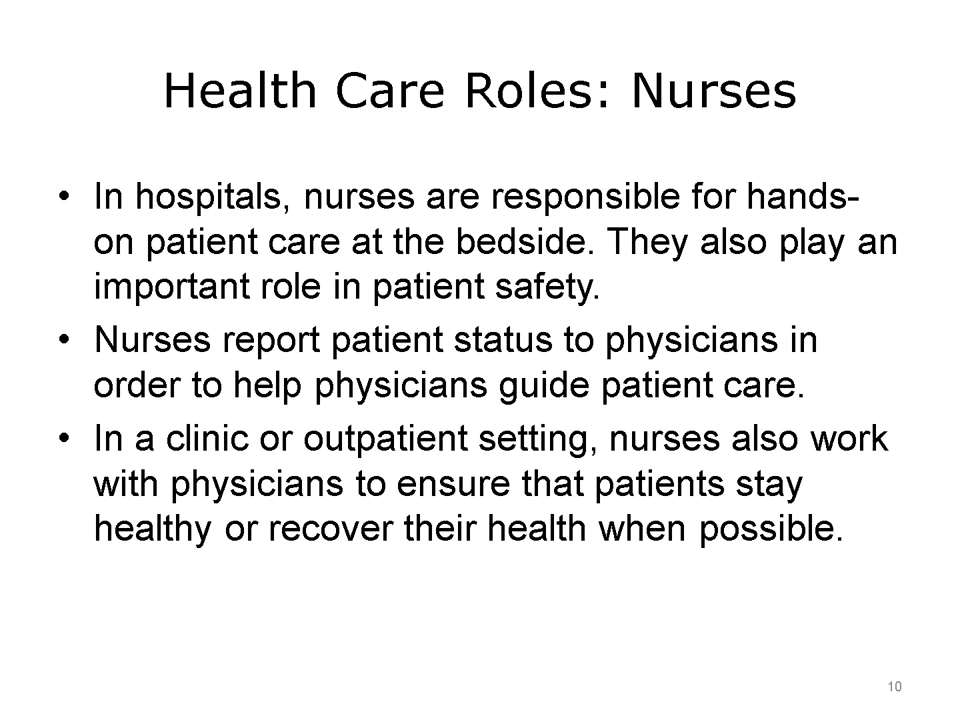 Health Care Roles: Nurses
• In hospitals, nurses are responsible for hands-
on patient care at the bedside. They also play an
important role in patient safety.
• Nurses report patient status to physicians in
order to help physicians guide patient care.
• In a clinic or outpatient setting, nurses also work
with physicians to ensure that patients stay
healthy or recover their health when possible.
10